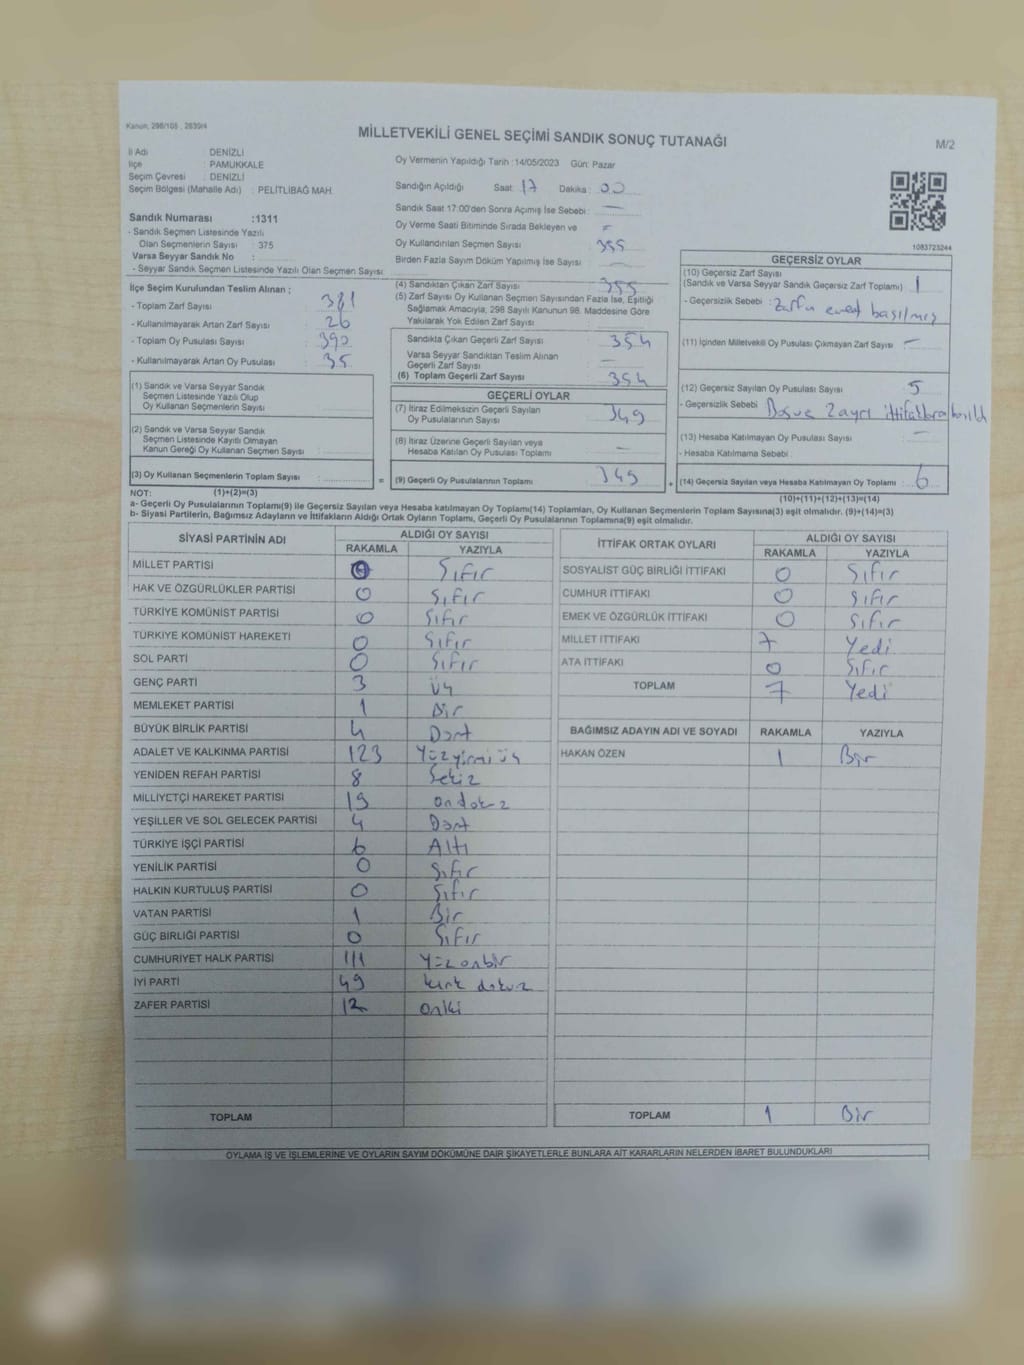 Kanun, 298/105 , 2839/4
MİLLETVEKİLİ GENEL SEÇİMİ SANDIK SONUÇ TUTANAĞI
M/2
İl Adı DENİZLİ
İlçe : PAMUKKALE
Seçim Çevresi : DENİZLİ
Seçim Bölgesi (Mahalle Adı) : PELİTLİBAĞ MAH.
Sandık Numarası :1311
- Sandık Seçmen Listesinde Yazılı
Olan Seçmenlerin Sayısı : 375
Varsa Seyyar Sandık No :
- Seyyar Sandık Seçmen Listesinde Yazılı Olan Seçmen Sayısı:
Oy Vermenin Yapıldığı Tarih :14/05/2023 Gün: Pazar
Sandığın Açıldığı Saat : 17 Dakika : 00
Sandık Saat 17:00'den Sonra Açımış İse Sebebi : —
Oy Verme Saati Bitiminde Sırada Bekleyen ve
Oy Kullandırılan Seçmen Sayısı : 355
Birden Fazla Sayım Döküm Yapılmış İse Sayısı : —
1083723244
İlçe Seçim Kurulundan Teslim Alınan ;
- Toplam Zarf Sayısı : 381
- Kullanılmayarak Artan Zarf Sayısı : 26
- Toplam Oy Pusulası Sayısı : 390
- Kullanılmayarak Artan Oy Pusulası : 35
(4) Sandıktan Çıkan Zarf Sayısı : 355
(5) Zarf Sayısı Oy Kullanan Seçmen Sayısından Fazla İse, Eşitliği
Sağlamak Amacıyla, 298 Sayılı Kanunun 98. Maddesine Göre
Yakılarak Yok Edilen Zarf Sayısı :
Sandıkta Çıkan Geçerli Zarf Sayısı : 354
Varsa Seyyar Sandıktan Teslim Alınan
Geçerli Zarf Sayısı : —
(6) Toplam Geçerli Zarf Sayısı : 354
GEÇERSİZ OYLAR
(10) Geçersiz Zarf Sayısı
(Sandık ve Varsa Seyyar Sandık Geçersiz Zarf Toplamı) : 1
- Geçersizlik Sebebi : Zarfa evet basılmış
(11) İçinden Milletvekili Oy Pusulası Çıkmayan Zarf Sayısı : —
(12) Geçersiz Sayılan Oy Pusulası Sayısı : 5
- Geçersizlik Sebebi : Boş ve 2 ayrı ittifaklara basıldı
(13) Hesaba Katılmayan Oy Pusulası Sayısı : —
- Hesaba Katılmama Sebebi :
(14) Geçersiz Sayılan veya Hesaba Katılmayan Oy Toplamı : 6
(1) Sandık ve Varsa Seyyar Sandık
Seçmen Listesinde Yazılı Olup
Oy Kullanan Seçmenlerin Sayısı :
(2) Sandık ve Varsa Seyyar Sandık
Seçmen Listesinde Kayıtlı Olmayan
Kanun Gereği Oy Kullanan Seçmen Sayısı :
(3) Oy Kullanan Seçmenlerin Toplam Sayısı :
GEÇERLİ OYLAR
(7) İtiraz Edilmeksizin Geçerli Sayılan
Oy Pusulalarının Sayısı : 349
(8) İtiraz Üzerine Geçerli Sayılan veya
Hesaba Katılan Oy Pusulası Toplamı : —
= (9) Geçerli Oy Pusulalarının Toplamı : 349 +
NOT: (1)+(2)=(3)
(10)+(11)+(12)+(13)=(14)
a- Geçerli Oy Pusulaları Toplamı(9) ile Geçersiz Sayılan veya Hesaba katılmayan Oy Toplamı(14) Toplamları, Oy Kullanan Seçmenlerin Toplam Sayısına(3) eşit olmalıdır. (9)+(14)=(3)
b- Siyasi Partilerin, Bağımsız Adayların ve İttifakların Aldığı Ortak Oyların Toplamı, Geçerli Oy Pusulalarının Toplamına(9) eşit olmalıdır.
SİYASİ PARTİNİN ADI ALDIĞI OY SAYISI
RAKAMLA YAZIYLA
MİLLET PARTİSİ 0 Sıfır
HAK VE ÖZGÜRLÜKLER PARTİSİ 0 Sıfır
TÜRKİYE KOMÜNİST PARTİSİ 0 Sıfır
TÜRKİYE KOMÜNİST HAREKETİ 0 Sıfır
SOL PARTİ 0 Sıfır
GENÇ PARTİ 3 Üç
MEMLEKET PARTİSİ 1 Bir
BÜYÜK BİRLİK PARTİSİ 4 Dört
ADALET VE KALKINMA PARTİSİ 123 Yüzyirmi üç
YENİDEN REFAH PARTİSİ 8 Sekiz
MİLLİYETÇİ HAREKET PARTİSİ 19 ondokuz
YEŞİLLER VE SOL GELECEK PARTİSİ 4 Dört
TÜRKİYE İŞÇİ PARTİSİ 6 Altı
YENİLİK PARTİSİ 0 Sıfır
HALKIN KURTULUŞ PARTİSİ 0 Sıfır
VATAN PARTİSİ 1 Bir
GÜÇ BİRLİĞİ PARTİSİ 0 Sıfır
CUMHURİYET HALK PARTİSİ 111 Yüzonbir
İYİ PARTİ 49 kırk dokuz
ZAFER PARTİSİ 12 oniki
TOPLAM
İTTİFAK ORTAK OYLARI ALDIĞI OY SAYISI
RAKAMLA YAZIYLA
SOSYALİST GÜÇ BİRLİĞİ İTTİFAKI 0 Sıfır
CUMHUR İTTİFAKI 0 Sıfır
EMEK VE ÖZGÜRLÜK İTTİFAKI 0 Sıfır
MİLLET İTTİFAKI 7 Yedi
ATA İTTİFAKI 0 Sıfır
TOPLAM 7 Yedi
BAĞIMSIZ ADAYIN ADI VE SOYADI RAKAMLA YAZIYLA
HAKAN ÖZEN 1 Bir
TOPLAM 1 Bir
OYLAMA İŞ VE İŞLEMLERİNE VE OYLARIN SAYIM DÖKÜMÜNE DAİR ŞİKAYETLERLE BUNLARA AİT KARARLARIN NELERDEN İBARET BULUNDUKLARI